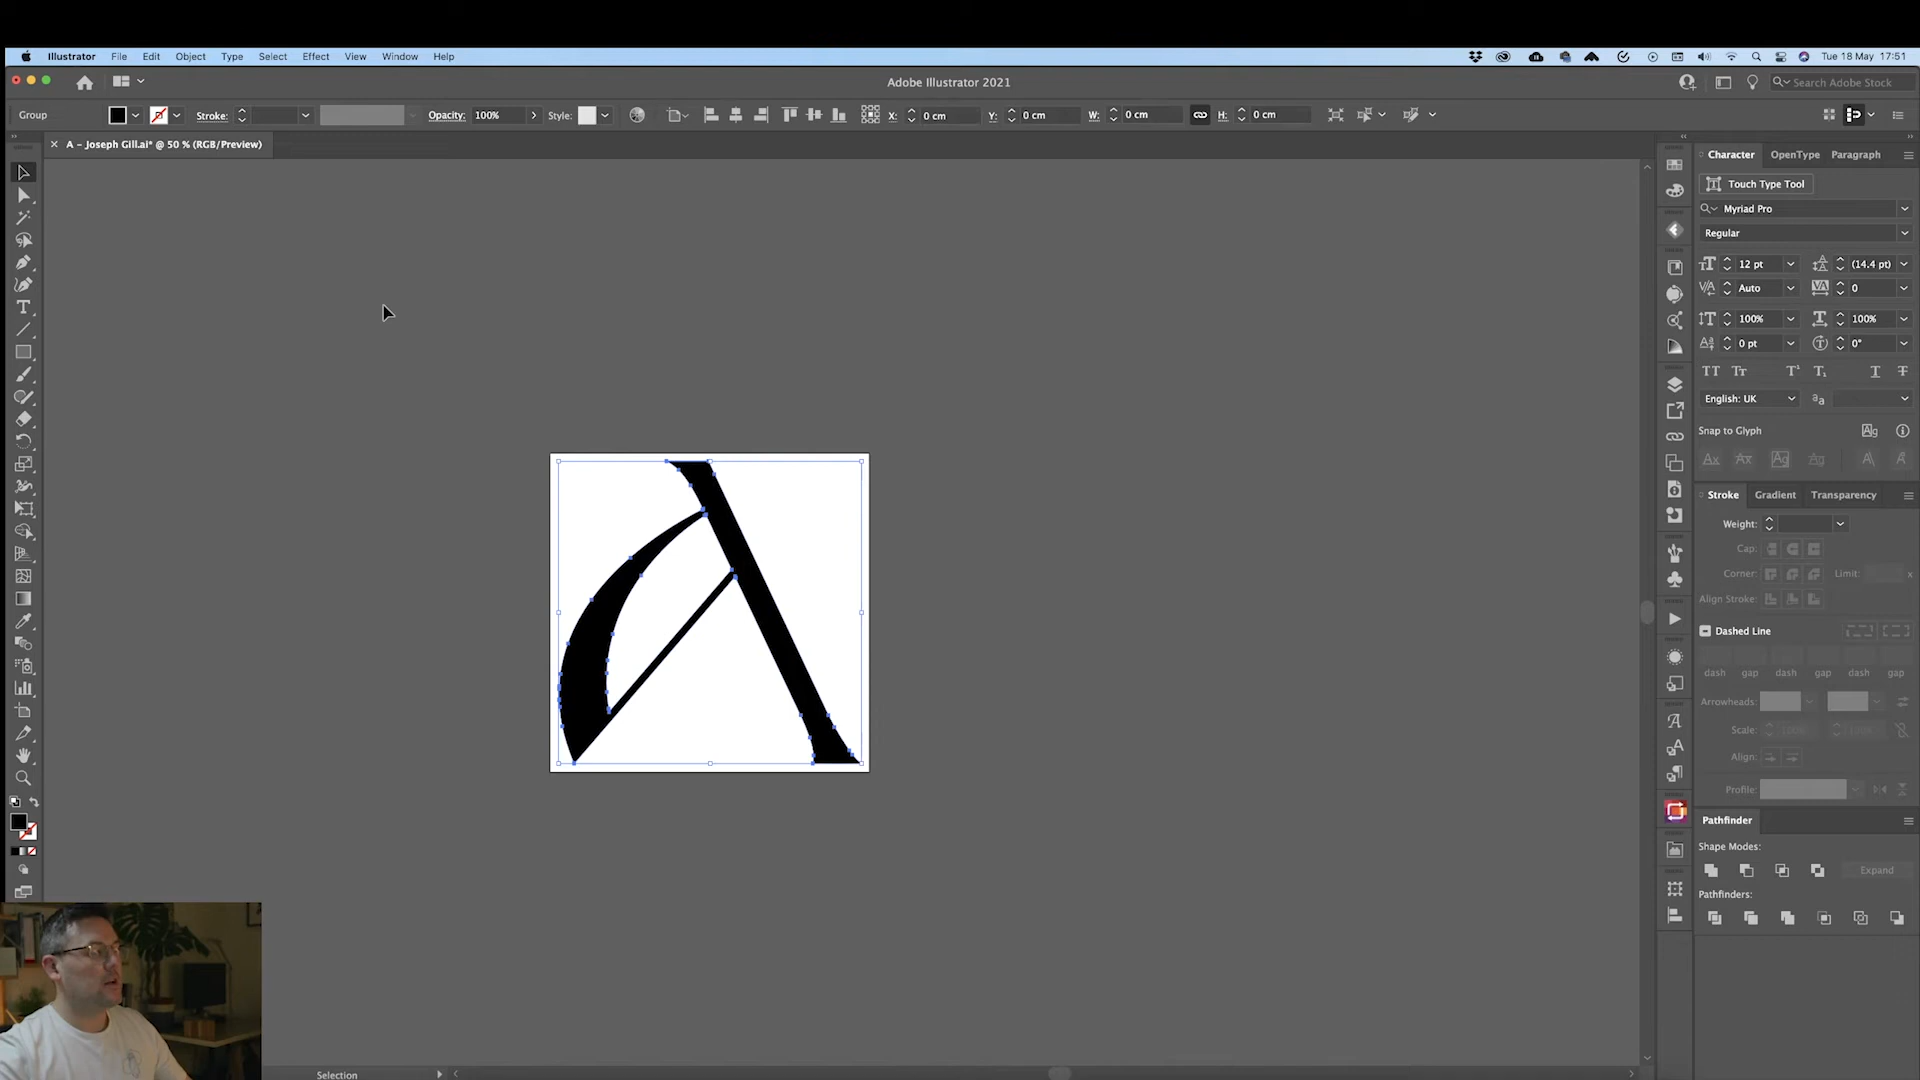 Illustrator File Edit Object Type Select Effect View Window Help Tue 18 May 17:51
Adobe Illustrator 2021 Search Adobe Stock
Group Stroke: Opacity: 100% Style: X: 0 cm Y: 0 cm W: 0 cm H: 0 cm
A – Joseph Gill.ai* @ 50 % (RGB/Preview)
Character OpenType Paragraph
Touch Type Tool
Myriad Pro
Regular
12 pt (14.4 pt)
Auto 0
100% 100%
0 pt 0°
English: UK
Snap to Glyph
Stroke Gradient Transparency
Weight:
Cap:
Corner: Limit: x
Align Stroke:
Dashed Line
dash gap dash gap dash gap
Arrowheads:
Scale: 100% 100%
Align:
Profile:
Pathfinder
Shape Modes:
Expand
Pathfinders:
Selection